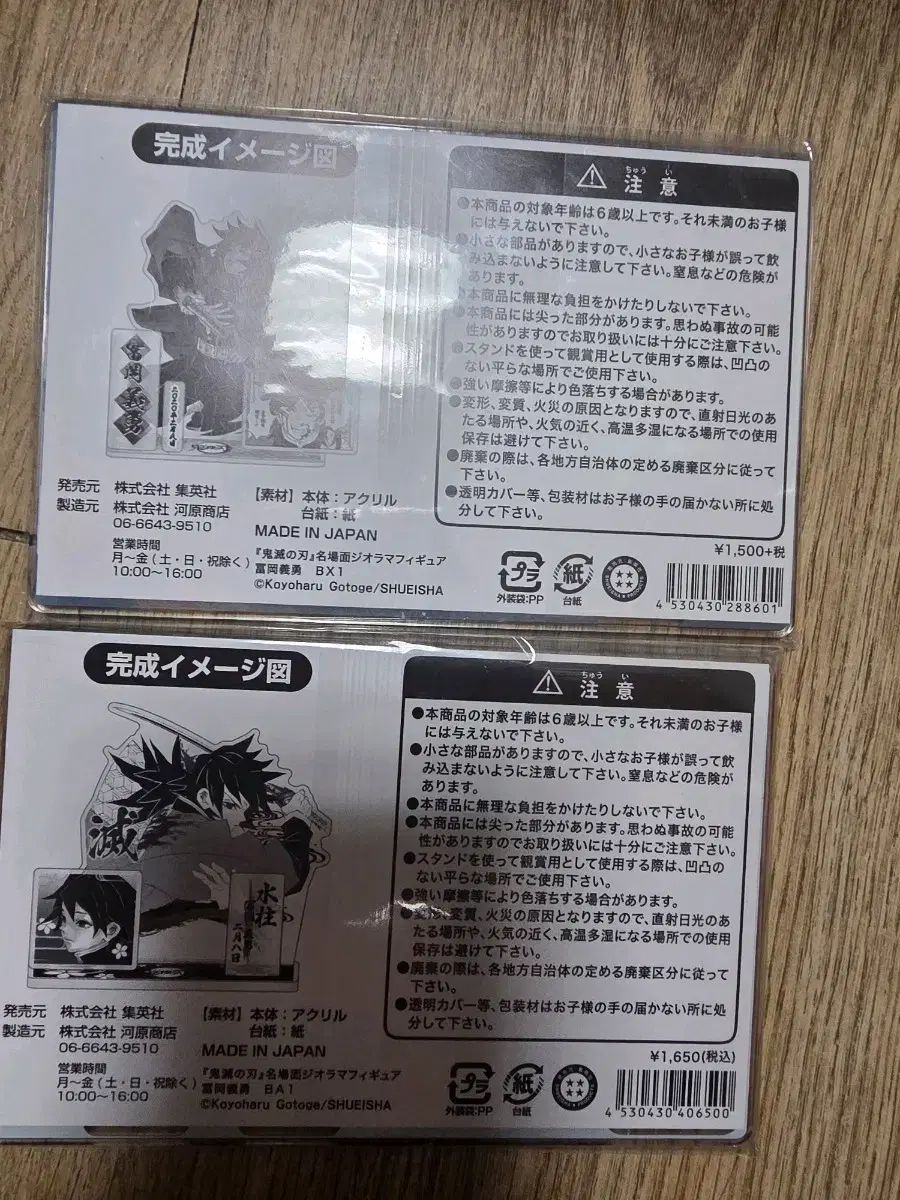 完成イメージ図
冨岡義勇
二〇二〇年二月八日
発売元 株式会社 集英社
製造元 株式会社 河原商店
06-6643-9510
営業時間
月～金(土・日・祝除く)
10:00～16:00
【素材】本体：アクリル
台紙：紙
MADE IN JAPAN
『鬼滅の刃』名場面ジオラマフィギュア
冨岡義勇 BX1
©Koyoharu Gotoge/SHUEISHA
ちゅう い
⚠ 注意
●本商品の対象年齢は6歳以上です。それ未満のお子様
には与えないで下さい。
●小さな部品がありますので、小さなお子様が誤って飲
み込まないように注意して下さい。窒息などの危険が
あります。
●本商品に無理な負担をかけたりしないで下さい。
●本商品には尖った部分があります。思わぬ事故の可能
性がありますのでお取り扱いには十分にご注意下さい。
●スタンドを使って観賞用として使用する際は、凹凸の
ない平らな場所でご使用下さい。
●強い摩擦等により色落ちする場合があります。
●変形、変質、火災の原因となりますので、直射日光のあ
たる場所や、火気の近く、高温多湿になる場所での使用
保存は避けて下さい。
●廃棄の際は、各地方自治体の定める廃棄区分に従って
下さい。
●透明カバー等、包装材はお子様の手の届かない所に処
分して下さい。
¥1,500+税
プラ
外装袋:PP
紙
台紙
4 530430 288601
完成イメージ図
滅
水柱
二月八日
発売元 株式会社 集英社
製造元 株式会社 河原商店
06-6643-9510
営業時間
月～金(土・日・祝除く)
10:00～16:00
【素材】本体：アクリル
台紙：紙
MADE IN JAPAN
『鬼滅の刃』名場面ジオラマフィギュア
冨岡義勇 BA1
©Koyoharu Gotoge/SHUEISHA
ちゅう い
⚠ 注意
●本商品の対象年齢は6歳以上です。それ未満のお子様
には与えないで下さい。
●小さな部品がありますので、小さなお子様が誤って飲
み込まないように注意して下さい。窒息などの危険が
あります。
●本商品に無理な負担をかけたりしないで下さい。
●本商品には尖った部分があります。思わぬ事故の可能
性がありますのでお取り扱いには十分にご注意下さい。
●スタンドを使って観賞用として使用する際は、凹凸の
ない平らな場所でご使用下さい。
●強い摩擦等により色落ちする場合があります。
●変形、変質、火災の原因となりますので、直射日光のあ
たる場所や、火気の近く、高温多湿になる場所での使用
保存は避けて下さい。
●廃棄の際は、各地方自治体の定める廃棄区分に従って
下さい。
●透明カバー等、包装材はお子様の手の届かない所に処
分して下さい。
¥1,650(税込)
プラ
外装袋:PP
紙
台紙
4 530430 406500